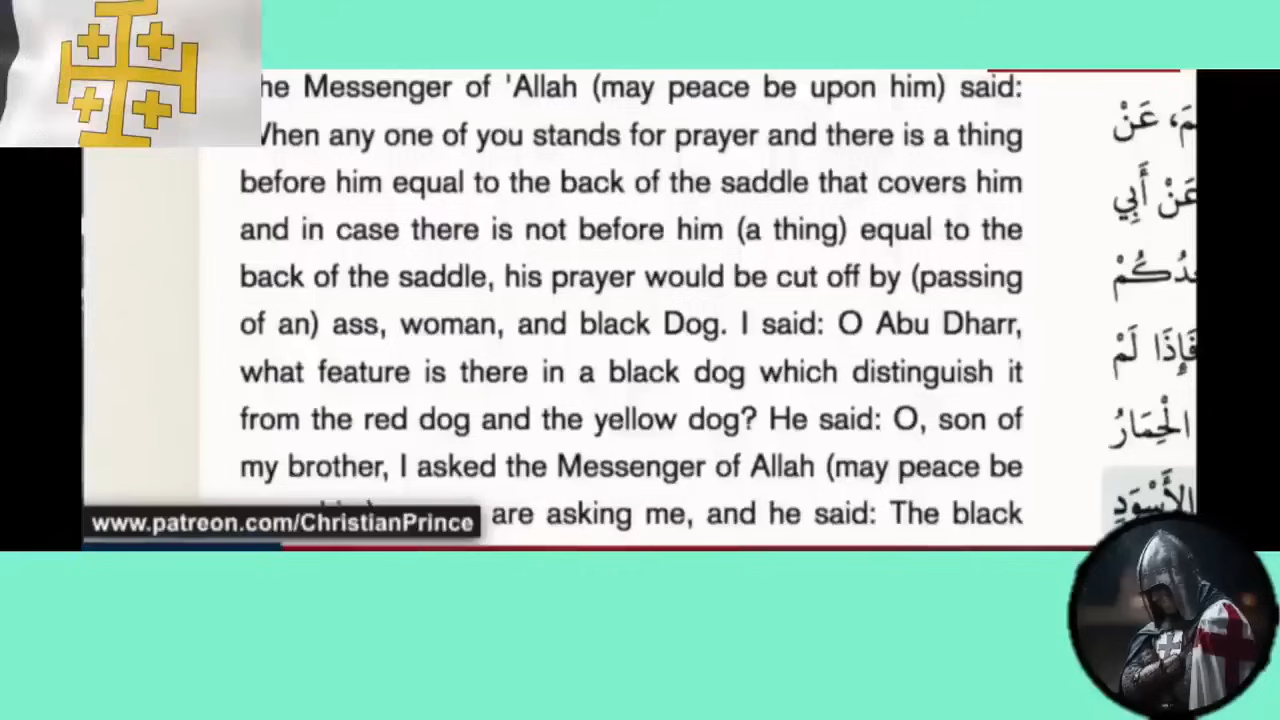 he Messenger of 'Allah (may peace be upon him) said:
When any one of you stands for prayer and there is a thing
before him equal to the back of the saddle that covers him
and in case there is not before him (a thing) equal to the
back of the saddle, his prayer would be cut off by (passing
of an) ass, woman, and black Dog. I said: O Abu Dharr,
what feature is there in a black dog which distinguish it
from the red dog and the yellow dog? He said: O, son of
my brother, I asked the Messenger of Allah (may peace be
are asking me, and he said: The black
www.patreon.com/ChristianPrince
مَ، عَنْ
عَنْ أَبِي
دُكُمْ
فَإِذَا لَمْ
الْحِمَارُ
الأَسْوَدِ